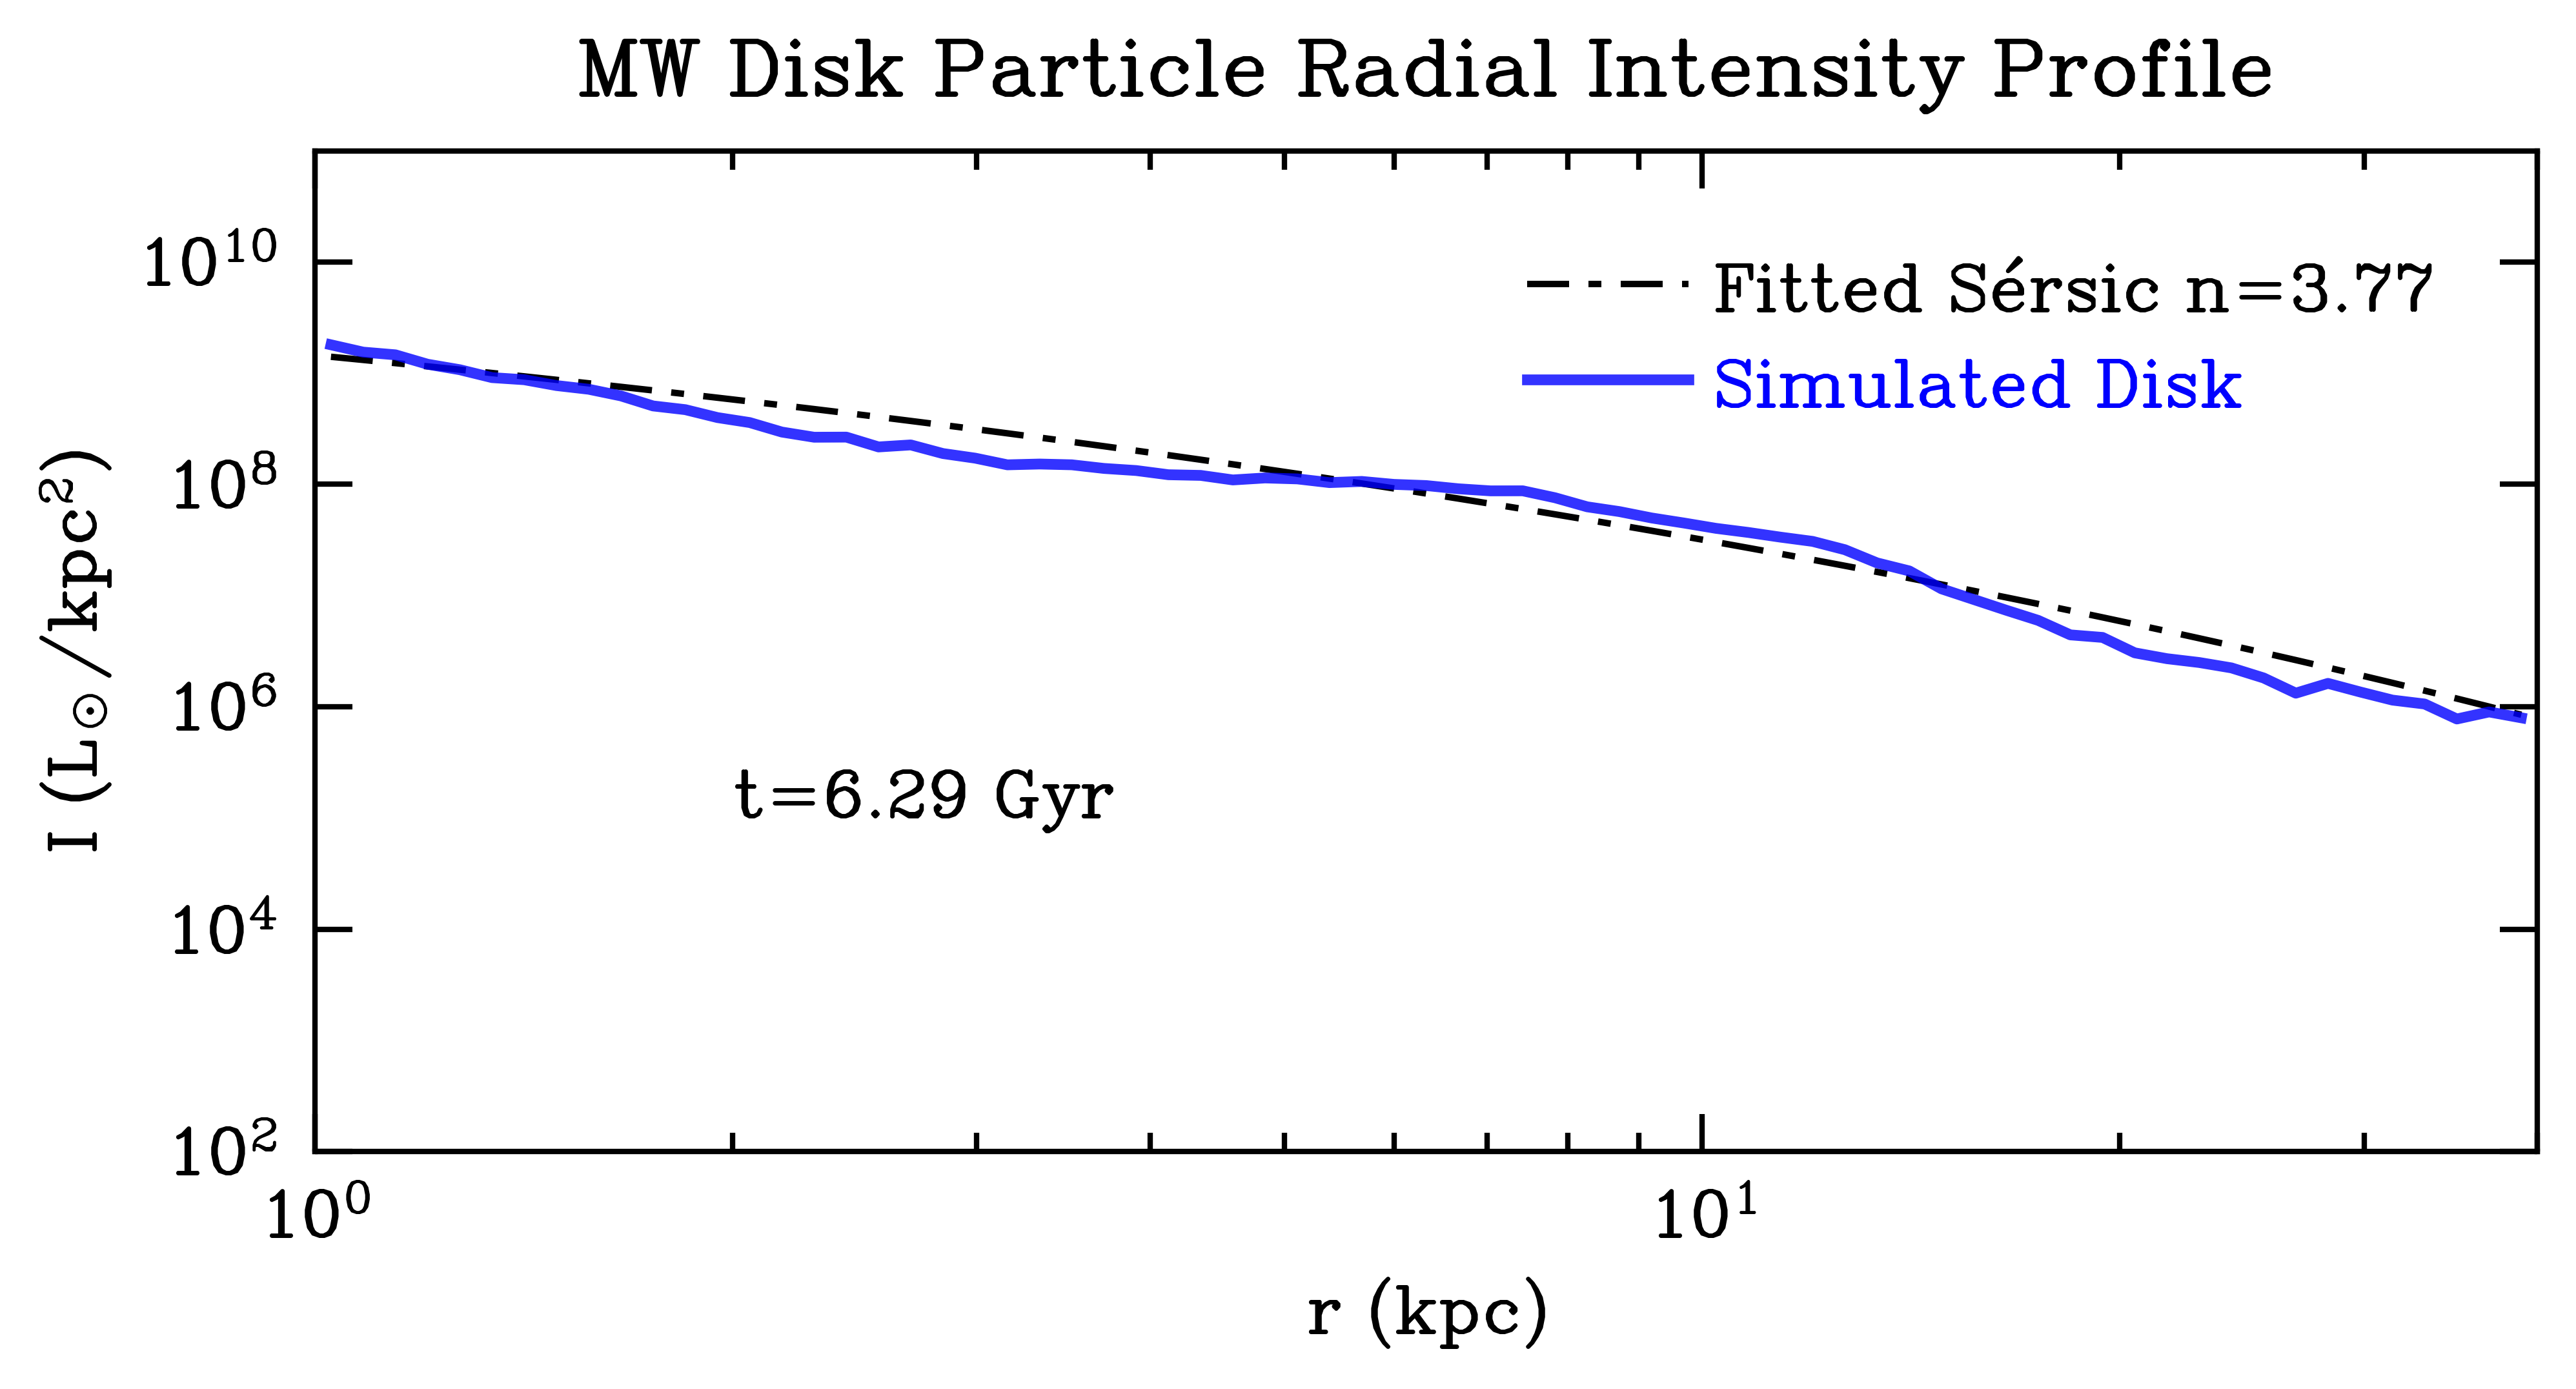 MW Disk Particle Radial Intensity Profile
I (L⊙/kpc²)
10¹⁰
10⁸
10⁶
10⁴
10²
Fitted Sérsic n=3.77
Simulated Disk
t=6.29 Gyr
10⁰
10¹
r (kpc)